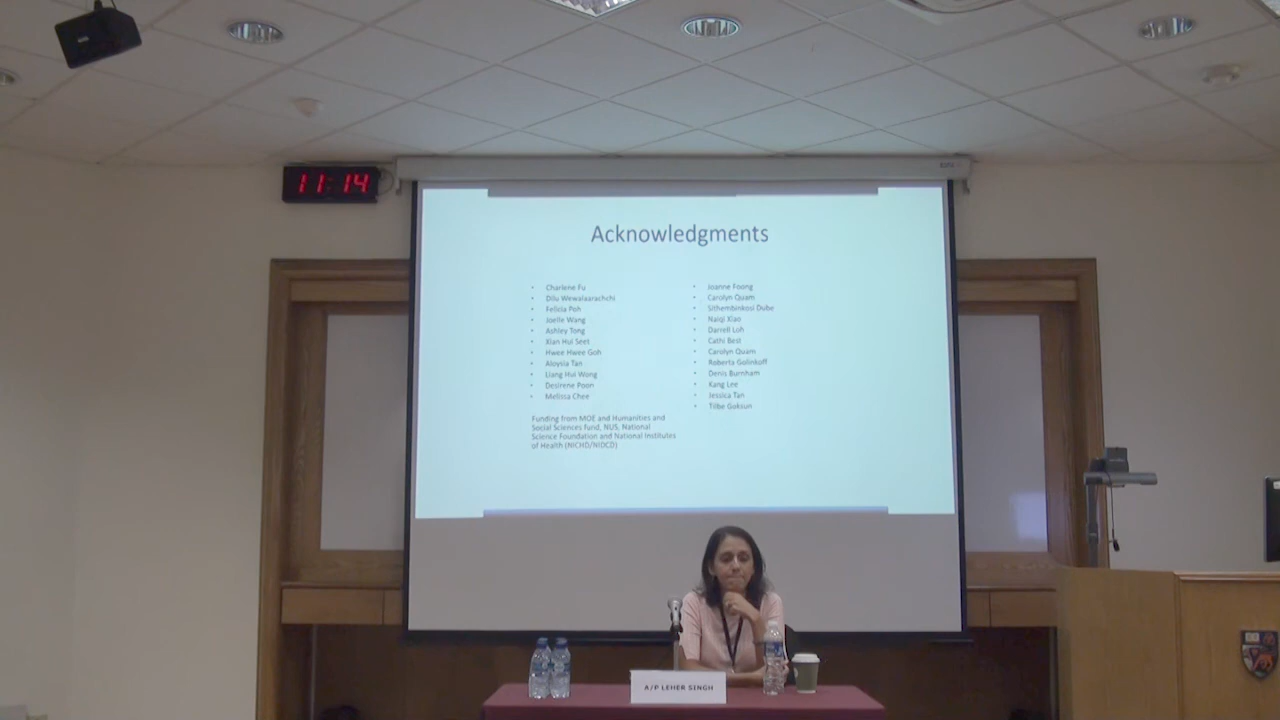 11:14
Acknowledgments
• Charlene Fu
• Dilu Wewalaarachchi
• Felicia Poh
• Joelle Wang
• Ashley Tong
• Xian Hui Seet
• Hwee Hwee Goh
• Aloysia Tan
• Liang Hui Wong
• Desirene Poon
• Melissa Chee
Funding from MOE and Humanities and
Social Sciences fund, NUS, National
Science Foundation and National Institutes
of Health (NICHD/NIDCD)
• Joanne Foong
• Carolyn Quam
• Sithembinkosi Dube
• Naiqi Xiao
• Darrell Loh
• Cathi Best
• Carolyn Quam
• Roberta Golinkoff
• Denis Burnham
• Kang Lee
• Jessica Tan
• Tilbe Goksun
A/P LEHER SINGH